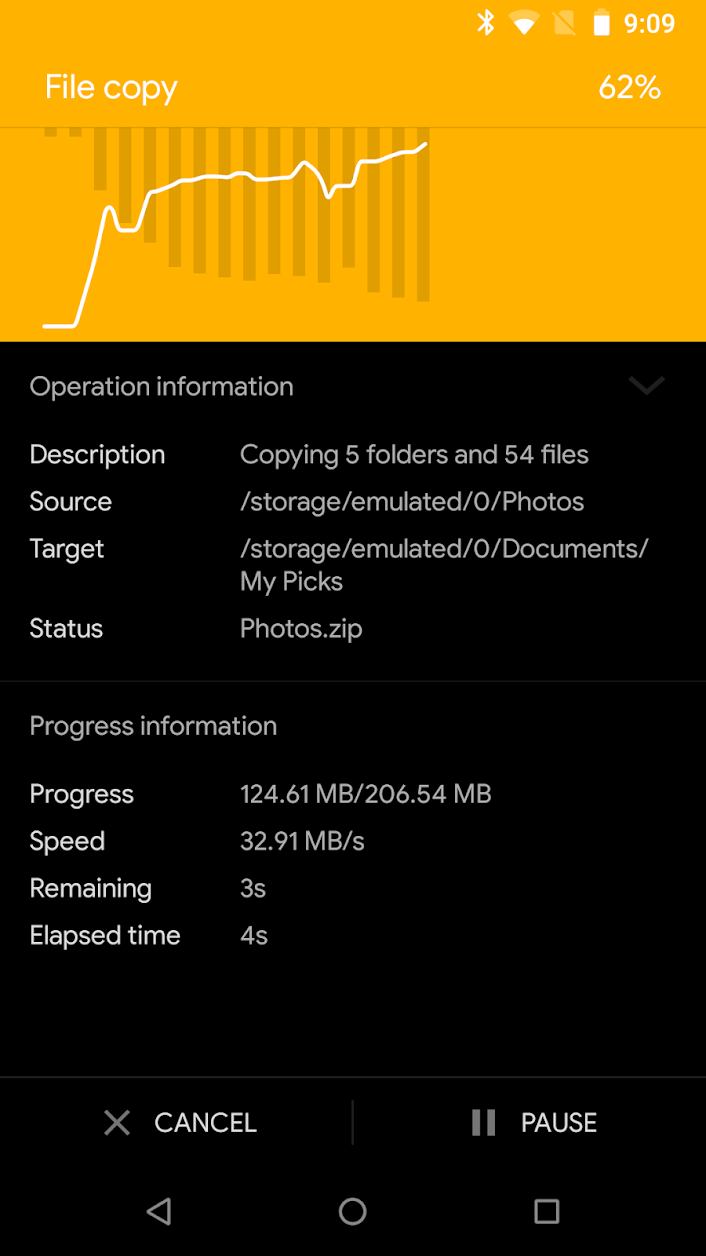 9:09
File copy 62%
Operation information
Description Copying 5 folders and 54 files
Source /storage/emulated/0/Photos
Target /storage/emulated/0/Documents/
My Picks
Status Photos.zip
Progress information
Progress 124.61 MB/206.54 MB
Speed 32.91 MB/s
Remaining 3s
Elapsed time 4s
CANCEL PAUSE